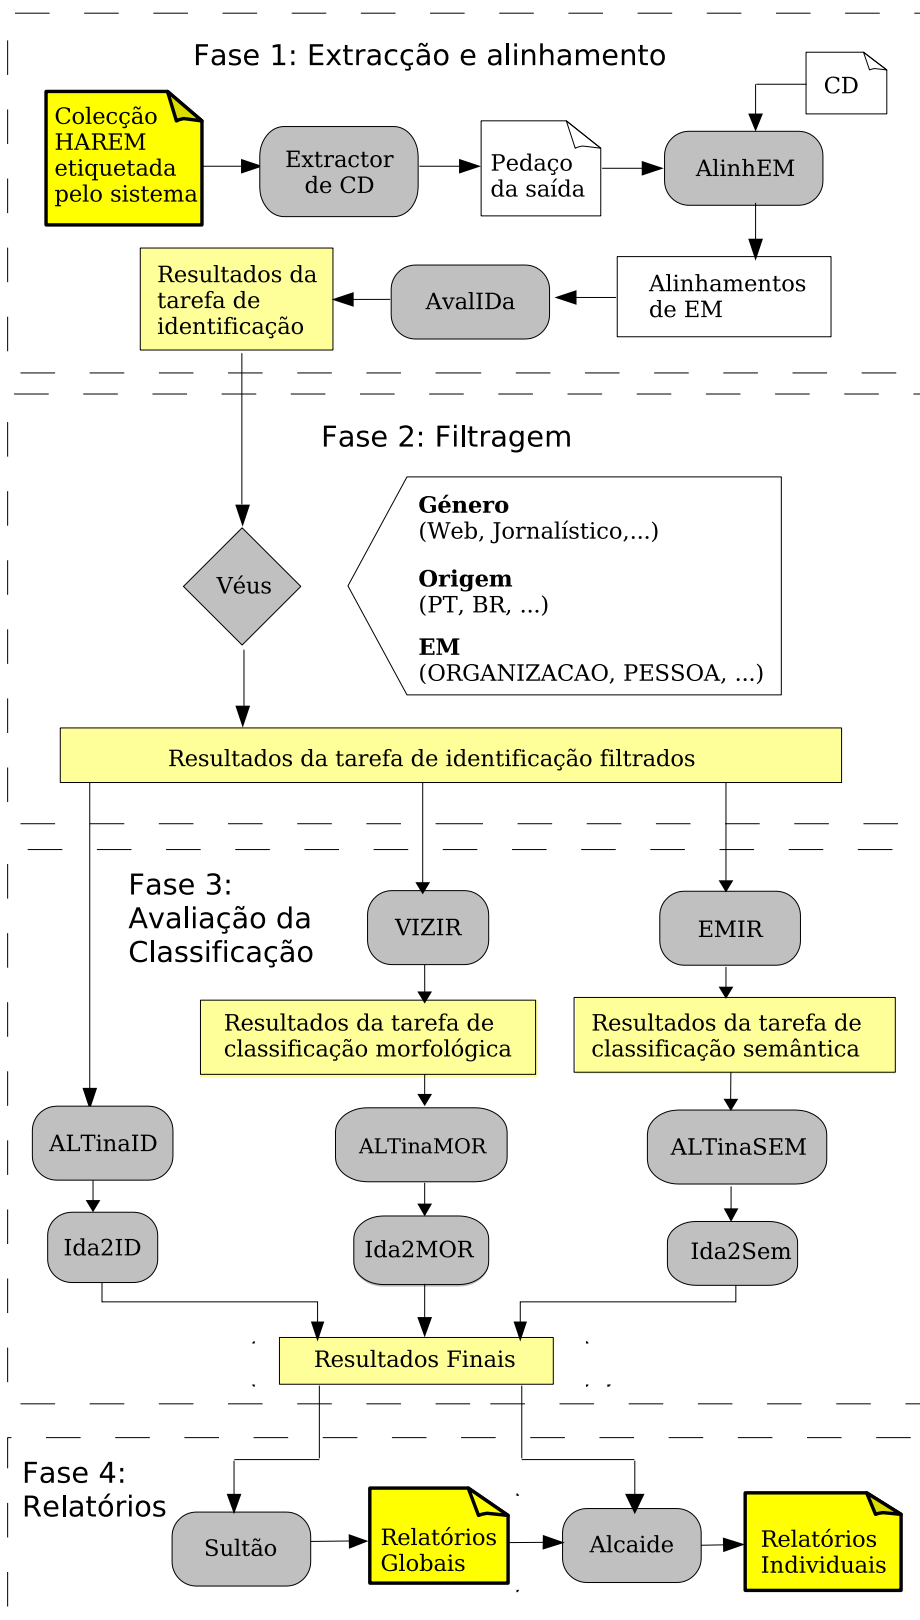 Fase 1: Extracção e alinhamento
CD
Colecção
HAREM
etiquetada
pelo sistema
Extractor
de CD
Pedaço
da saída
AlinhEM
Resultados da
tarefa de
identificação
AvalIDa
Alinhamentos
de EM
Fase 2: Filtragem
Véus
Género
(Web, Jornalístico,...)
Origem
(PT, BR, ...)
EM
(ORGANIZACAO, PESSOA, ...)
Resultados da tarefa de identificação filtrados
Fase 3:
Avaliação da
Classificação
VIZIR
EMIR
Resultados da tarefa de
classificação morfológica
Resultados da tarefa de
classificação semântica
ALTinaID
ALTinaMOR
ALTinaSEM
Ida2ID
Ida2MOR
Ida2Sem
Resultados Finais
Fase 4:
Relatórios
Sultão
Relatórios
Globais
Alcaide
Relatórios
Individuais